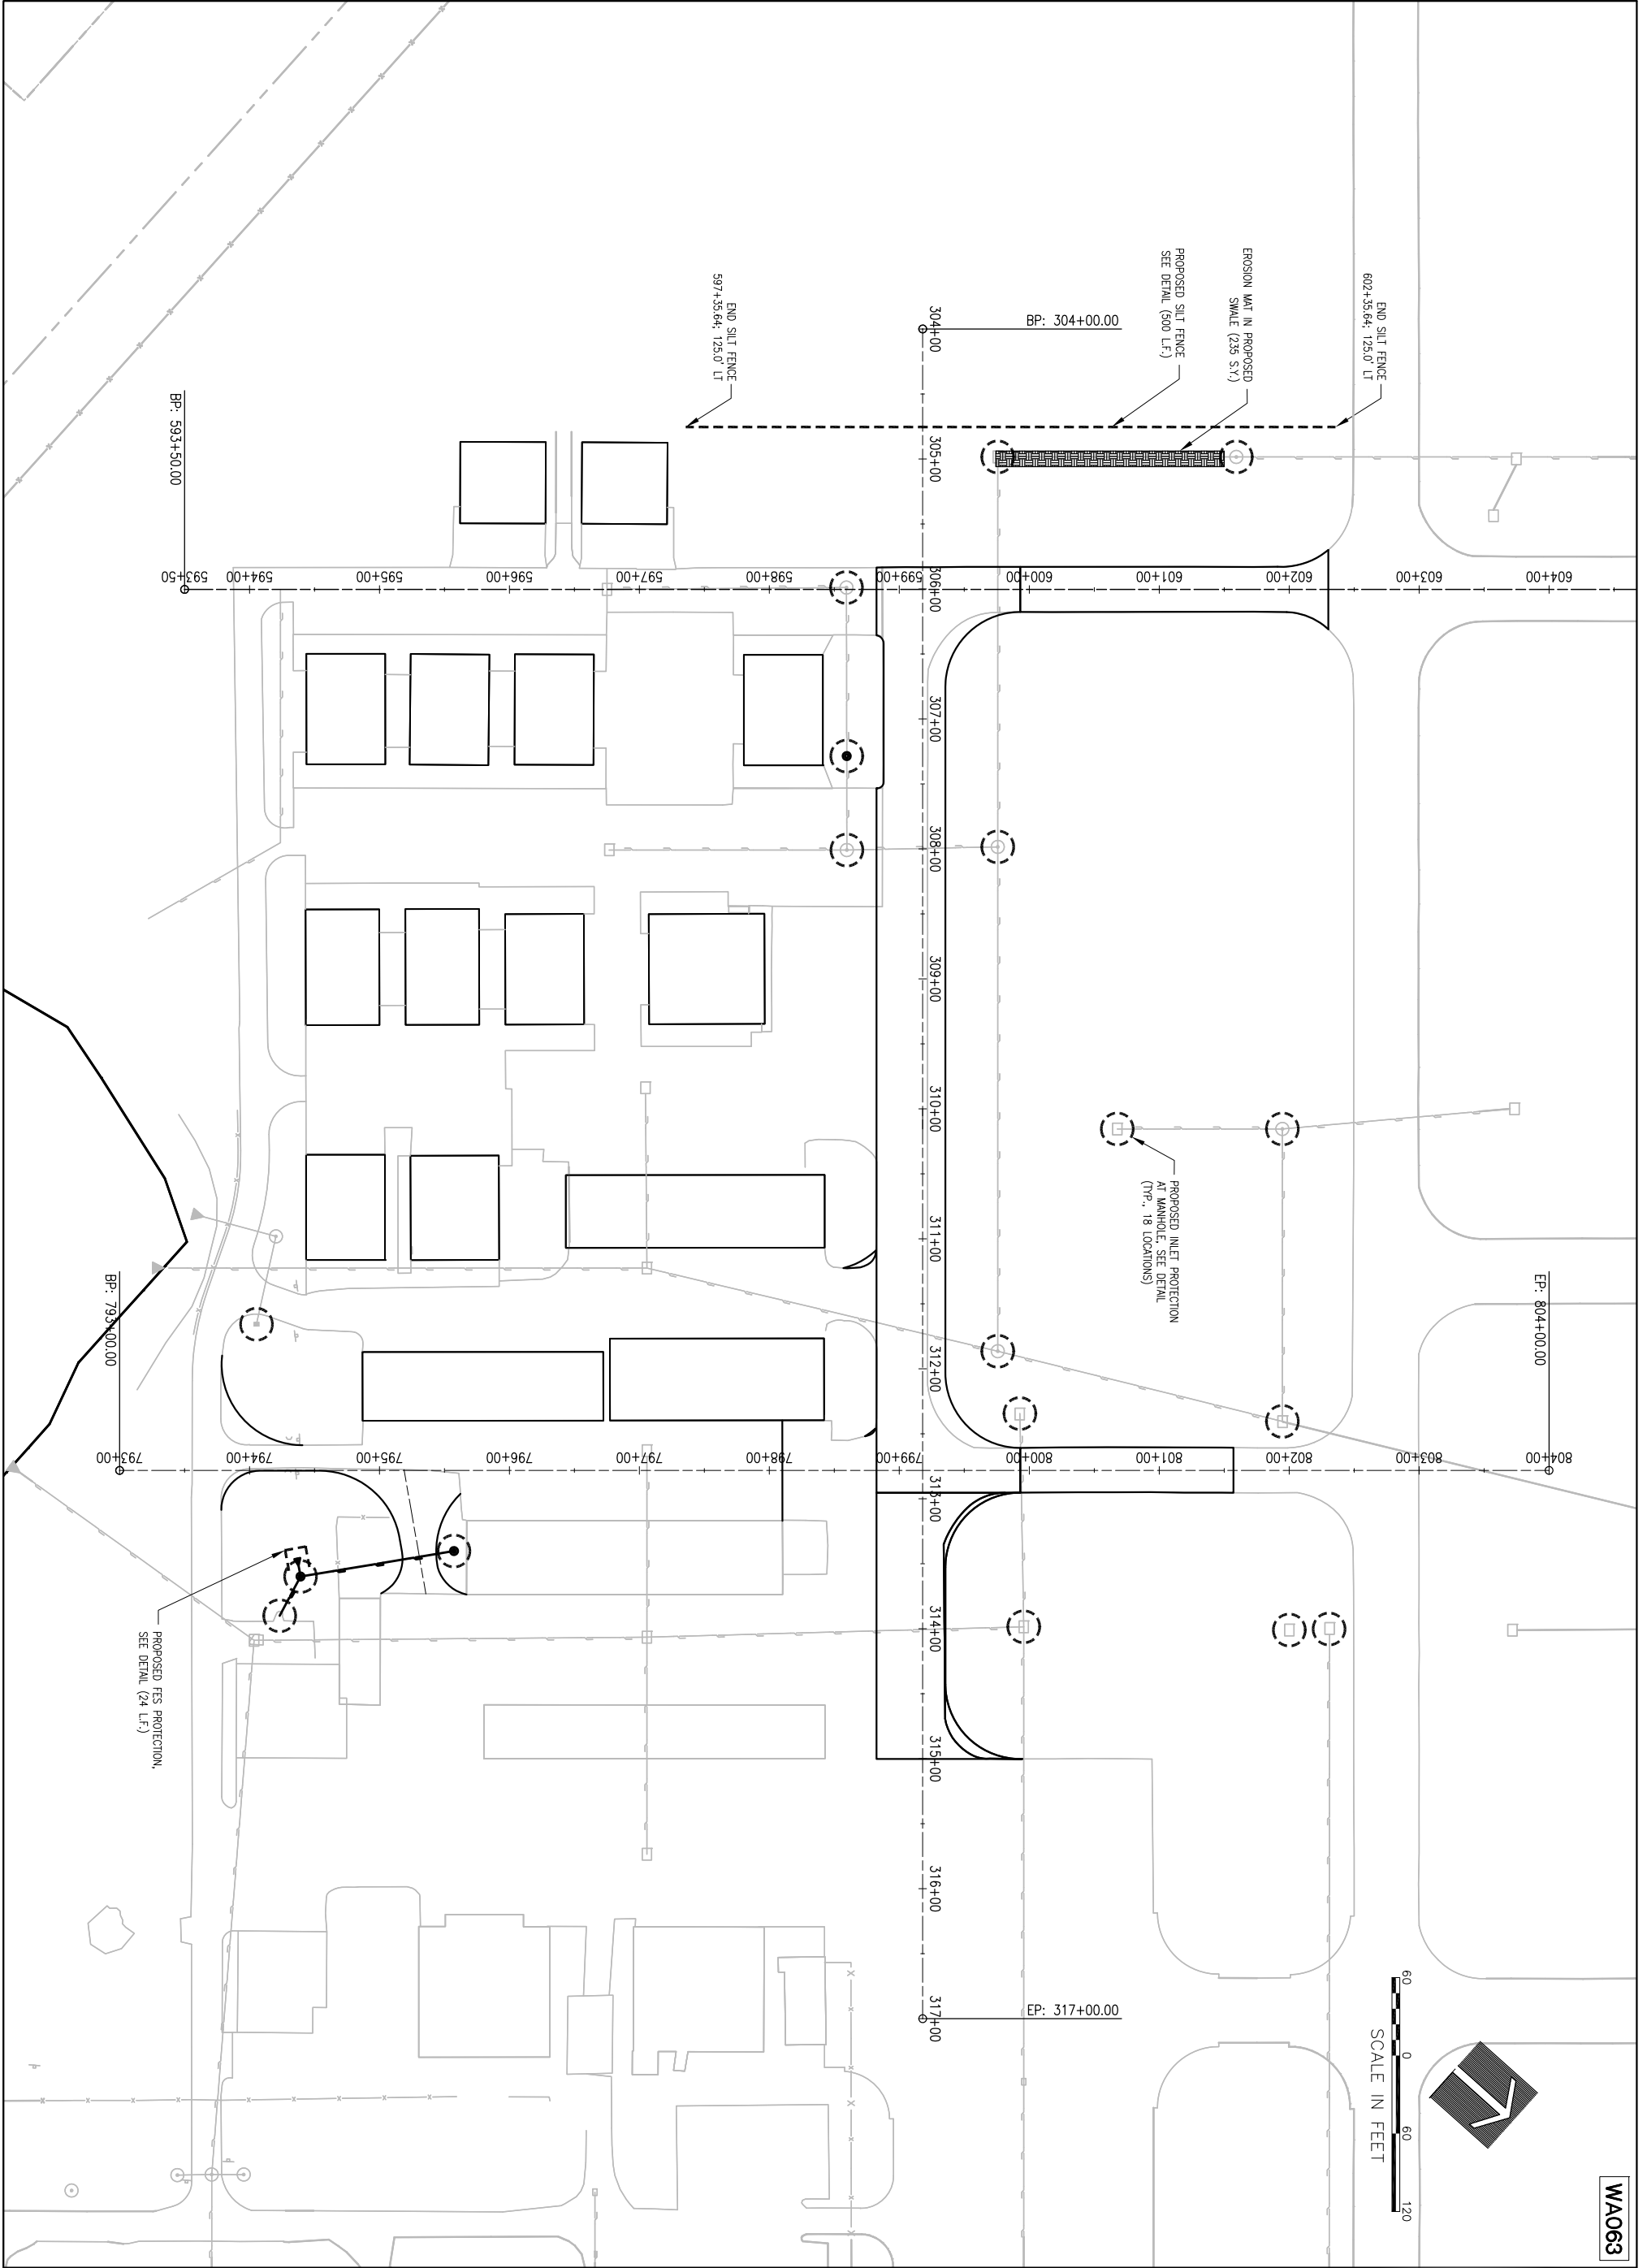 WA063
60
0
60
120
SCALE IN FEET
END SILT FENCE
602+35.64; 125.0' LT
EROSION MAT IN PROPOSED
SWALE (235 S.Y.)
PROPOSED SILT FENCE
SEE DETAIL (500 L.F.)
END SILT FENCE
597+35.64; 125.0' LT
BP: 304+00.00
304+00
305+00
306+00
307+00
308+00
309+00
310+00
311+00
312+00
313+00
314+00
315+00
316+00
317+00
EP: 317+00.00
BP: 593+50.00
593+50
594+00
595+00
596+00
597+00
598+00
599+00
600+00
601+00
602+00
603+00
604+00
PROPOSED INLET PROTECTION
AT MANHOLE, SEE DETAIL
(TYP., 18 LOCATIONS)
EP: 804+00.00
BP: 793+00.00
793+00
794+00
795+00
796+00
797+00
798+00
799+00
800+00
801+00
802+00
803+00
804+00
PROPOSED FES PROTECTION,
SEE DETAIL (24 L.F.)